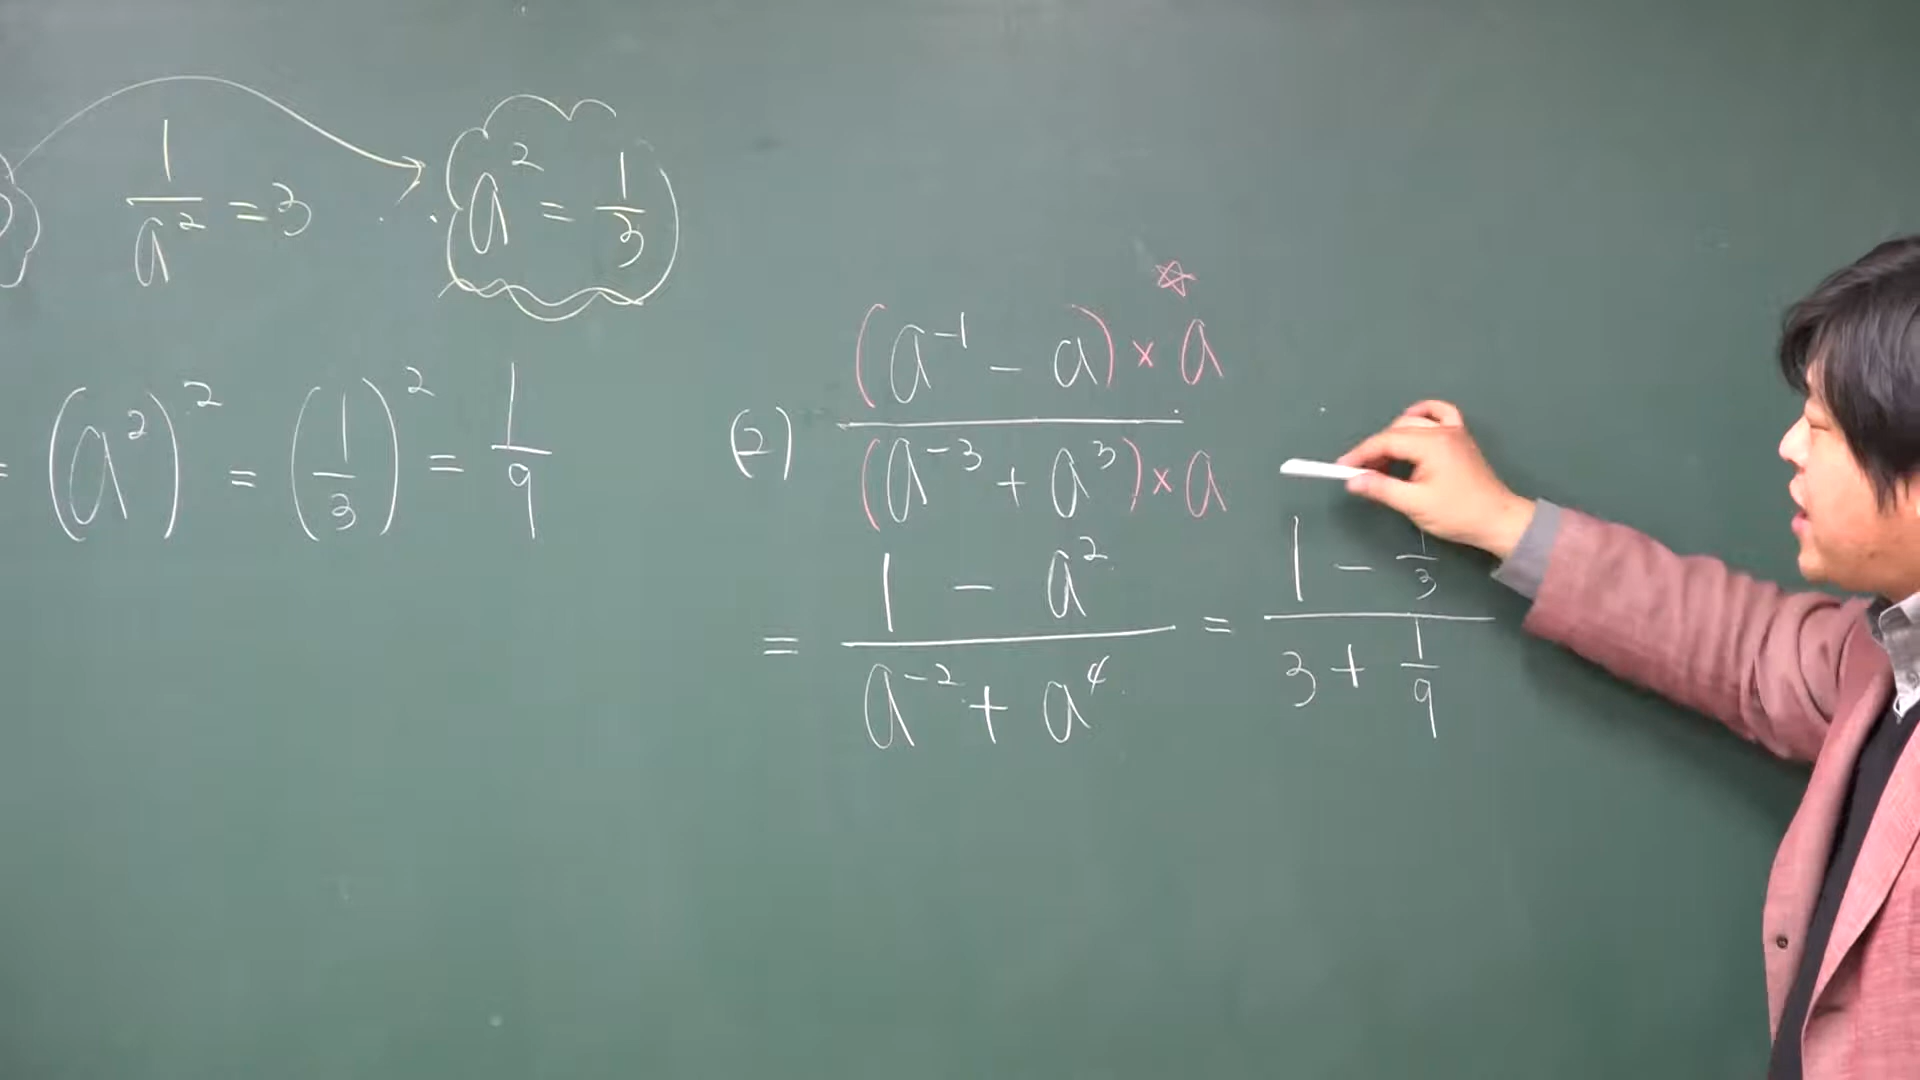 1/a² = 3 ∴ a² = 1/3
= (a²)² = (1/3)² = 1/9
☆
(2) (a⁻¹ - a) × a / (a⁻³ + a³) × a
= 1 - a² / a⁻² + a⁴ = 1 - 1/3 / 3 + 1/9